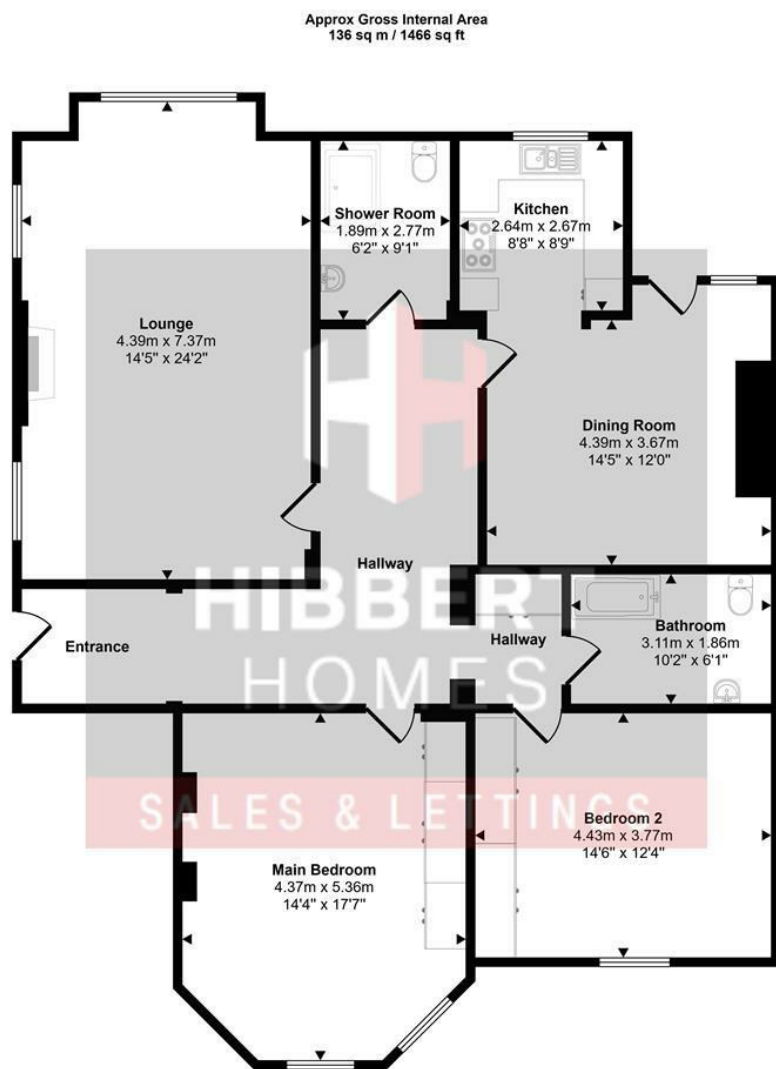 Approx Gross Internal Area
136 sq m / 1466 sq ft
Shower Room
1.89m x 2.77m
6'2" x 9'1"
Kitchen
2.64m x 2.67m
8'8" x 8'9"
Lounge
4.39m x 7.37m
14'5" x 24'2"
Dining Room
4.39m x 3.67m
14'5" x 12'0"
Hallway
HIBBERT
HOMES
SALES & LETTINGS
Entrance
Hallway
Bathroom
3.11m x 1.86m
10'2" x 6'1"
Main Bedroom
4.37m x 5.36m
14'4" x 17'7"
Bedroom 2
4.43m x 3.77m
14'6" x 12'4"